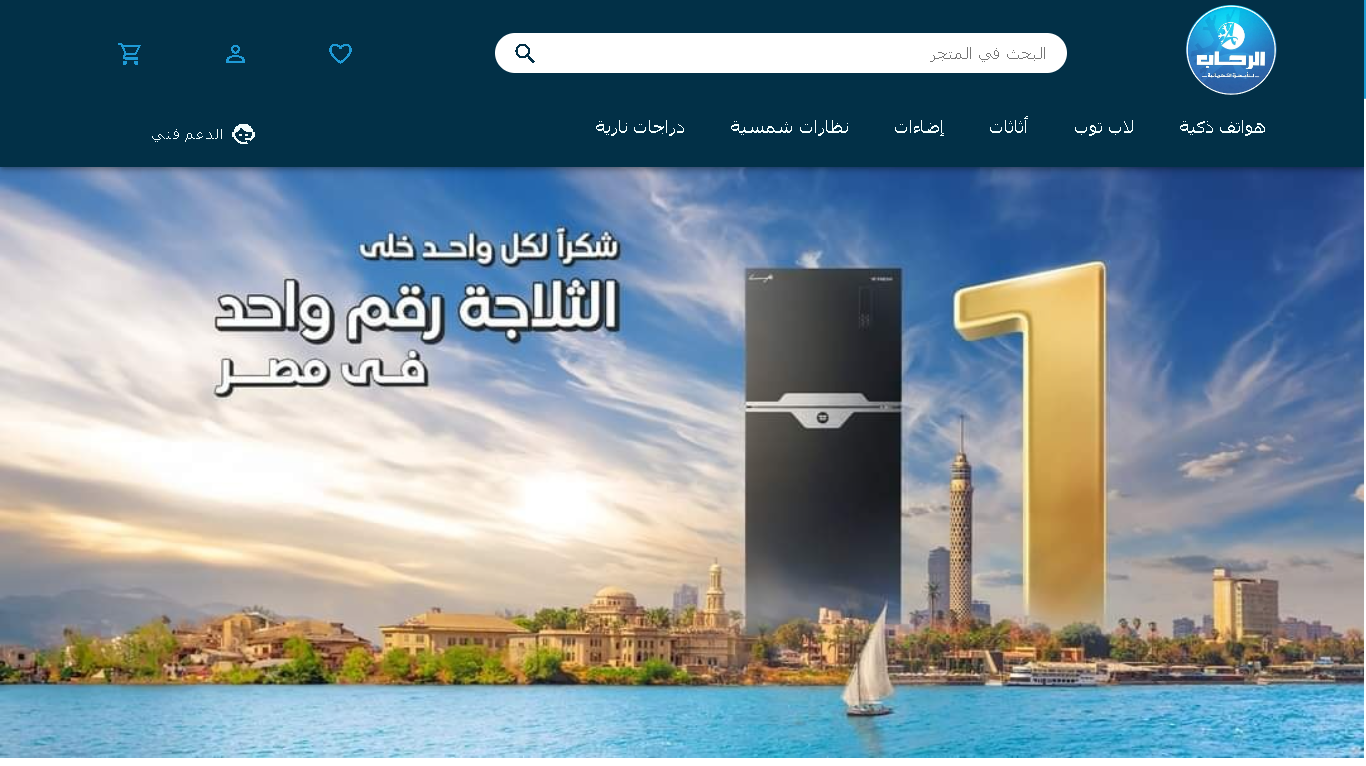 الرحاب
البحث في المتجر
هواتف ذكية
لاب توب
أثاثات
إضاءات
نظارات شمسية
دراجات نارية
الدعم فني
شكراً لكل واحد خلى
الثلاجة رقم واحد
فى مصر
1